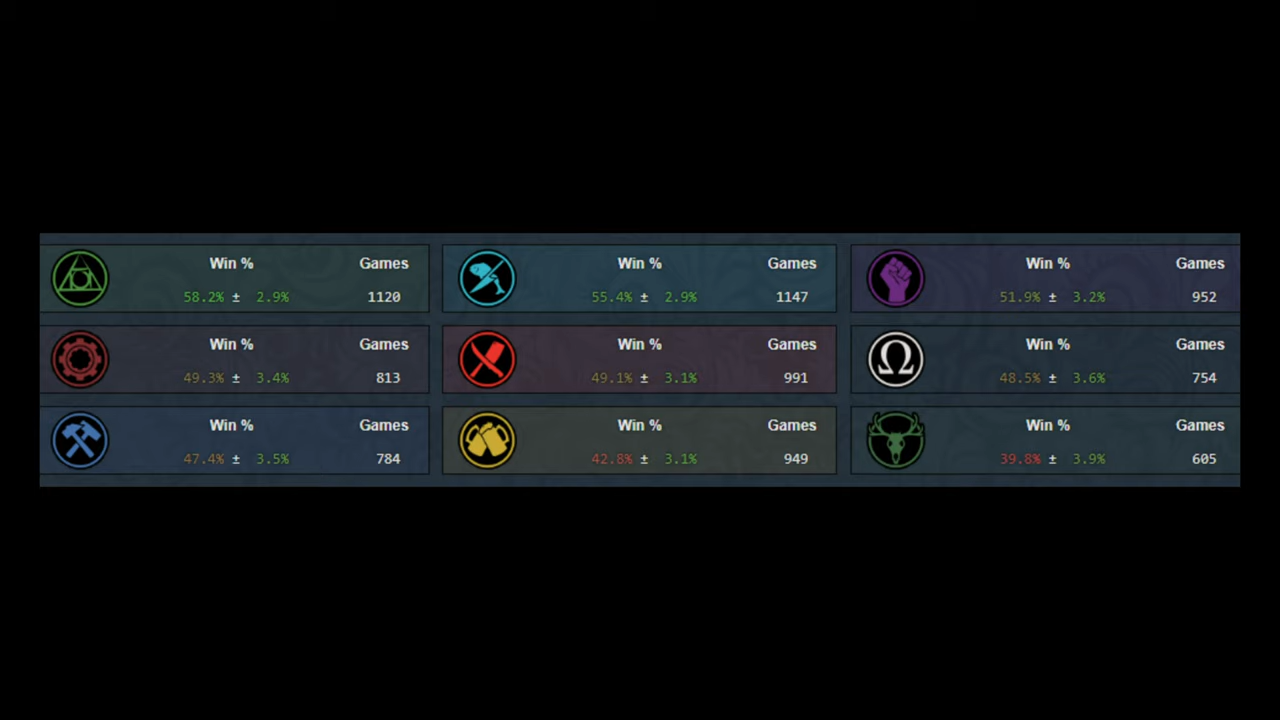 Win % Games Win % Games Win % Games
58.2% ± 2.9% 1120 55.4% ± 2.9% 1147 51.9% ± 3.2% 952
Win % Games Win % Games Win % Games
49.3% ± 3.4% 813 49.1% ± 3.1% 991 Ω 48.5% ± 3.6% 754
Win % Games Win % Games Win % Games
47.4% ± 3.5% 784 42.8% ± 3.1% 949 39.8% ± 3.9% 605